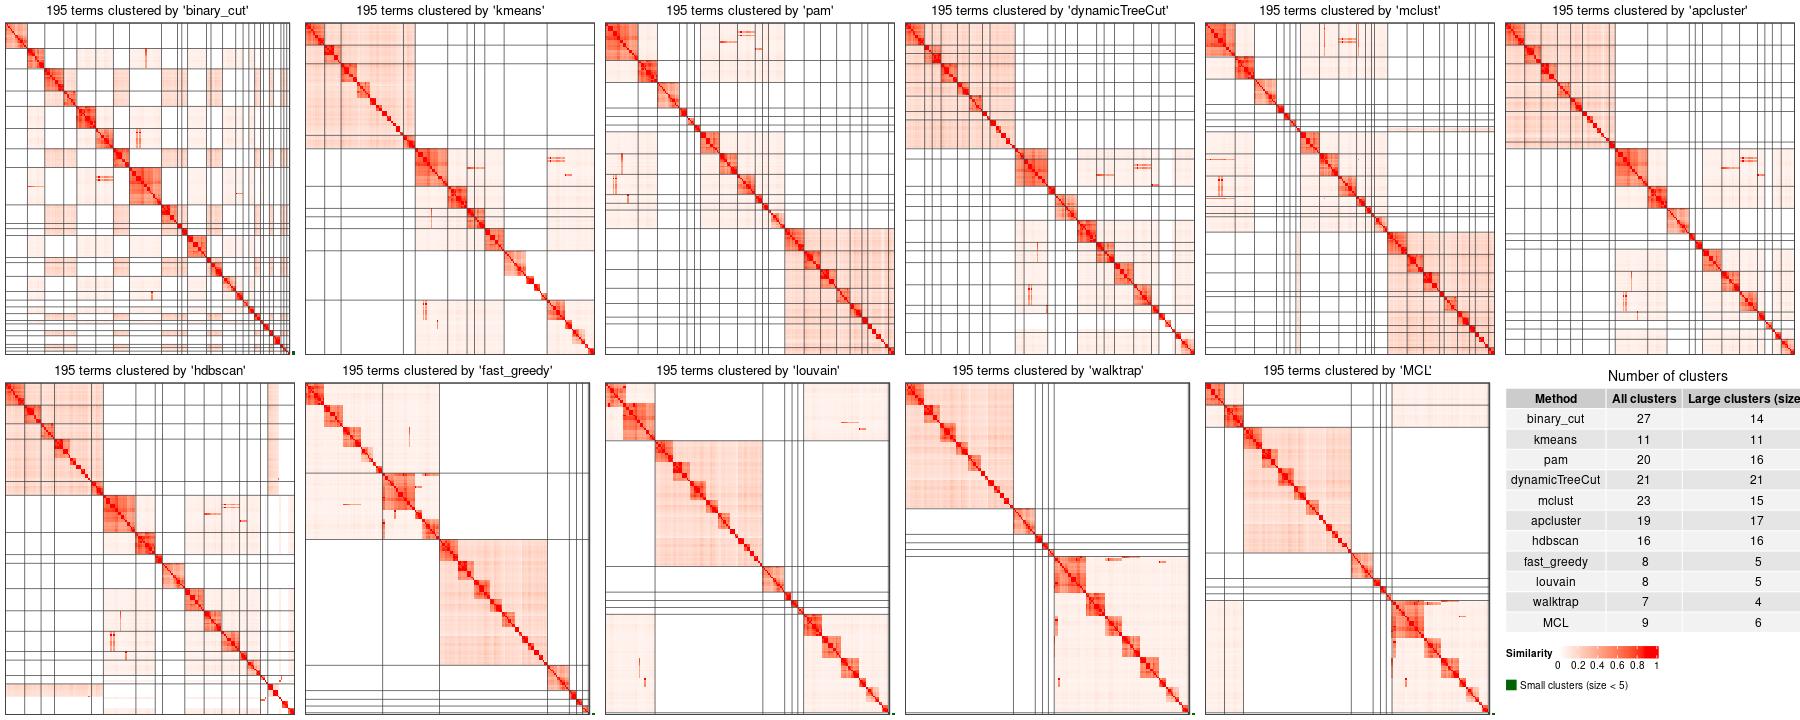 195 terms clustered by 'binary_cut'
195 terms clustered by 'kmeans'
195 terms clustered by 'pam'
195 terms clustered by 'dynamicTreeCut'
195 terms clustered by 'mclust'
195 terms clustered by 'apcluster'
195 terms clustered by 'hdbscan'
195 terms clustered by 'fast_greedy'
195 terms clustered by 'louvain'
195 terms clustered by 'walktrap'
195 terms clustered by 'MCL'
Number of clusters
Method All clusters Large clusters (size
binary_cut 27 14
kmeans 11 11
pam 20 16
dynamicTreeCut 21 21
mclust 23 15
apcluster 19 17
hdbscan 16 16
fast_greedy 8 5
louvain 8 5
walktrap 7 4
MCL 9 6
Similarity
0 0.2 0.4 0.6 0.8 1
Small clusters (size < 5)